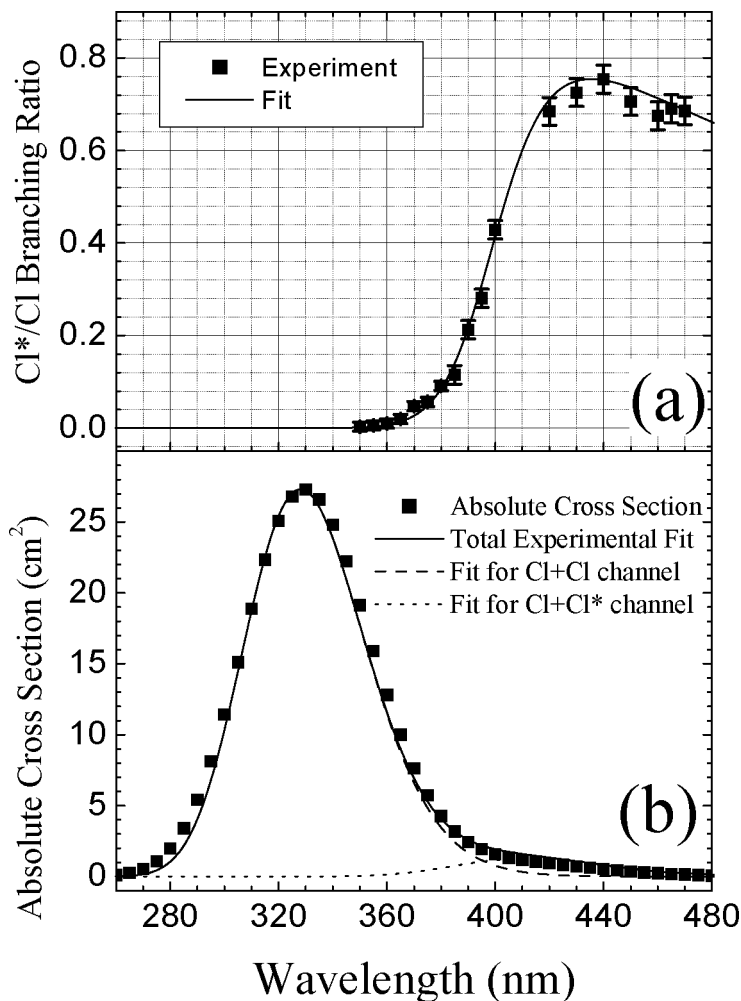 Cl*/Cl Branching Ratio
0.8
0.6
0.4
0.2
0.0
Experiment
Fit
(a)
Absolute Cross Section (cm²)
25
20
15
10
5
0
Absolute Cross Section
Total Experimental Fit
Fit for Cl+Cl channel
Fit for Cl+Cl* channel
(b)
280 320 360 400 440 480
Wavelength (nm)